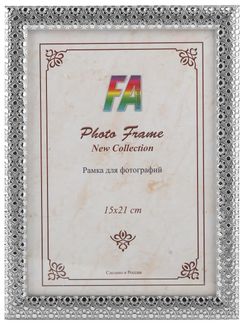 FA
Photo Frame
New Collection
Рамка для фотографий
15x21 cm
Сделано в России